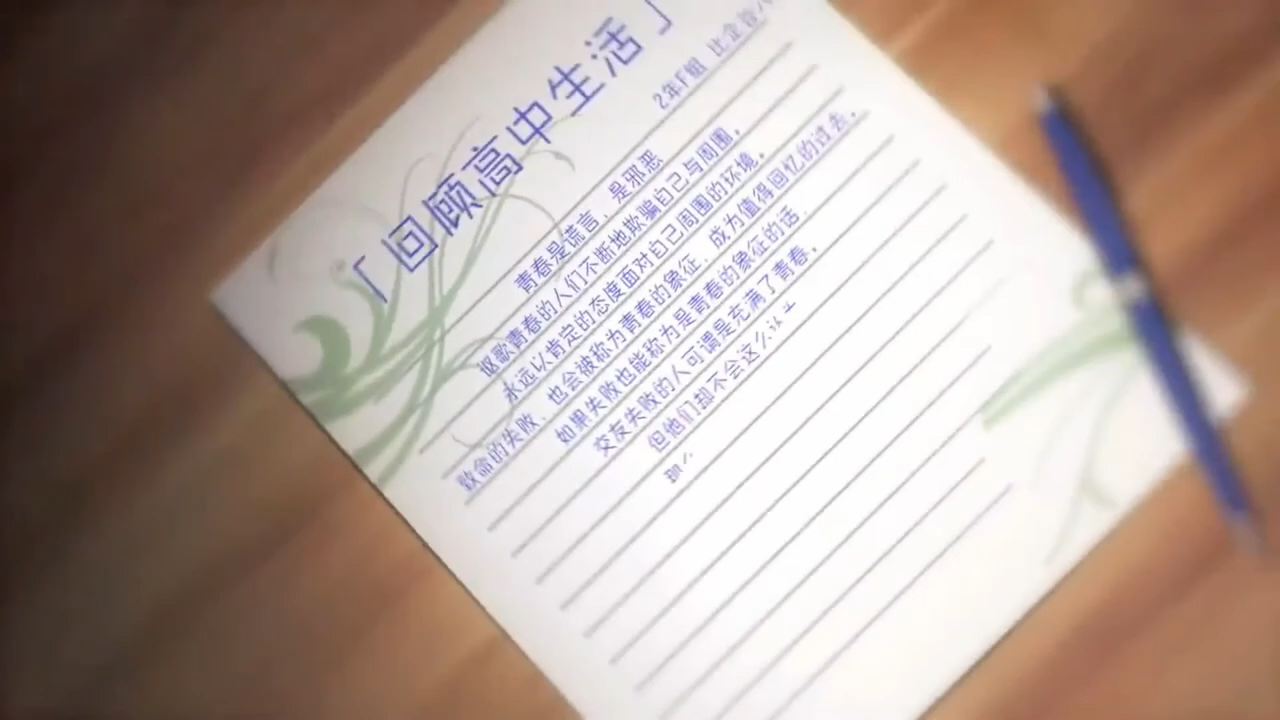 「回顾高中生活」
2年F组 比企谷八
青春是谎言，是邪恶
讴歌青春的人们不断地欺骗自己与周围。
永远以肯定的态度面对自己周围的环境。
致命的失败，也会被称为青春的象征，成为值得回忆的过去。
如果失败也能称为是青春的象征的话，
交友失败的人可谓是充满了青春。
但他们却不会这么